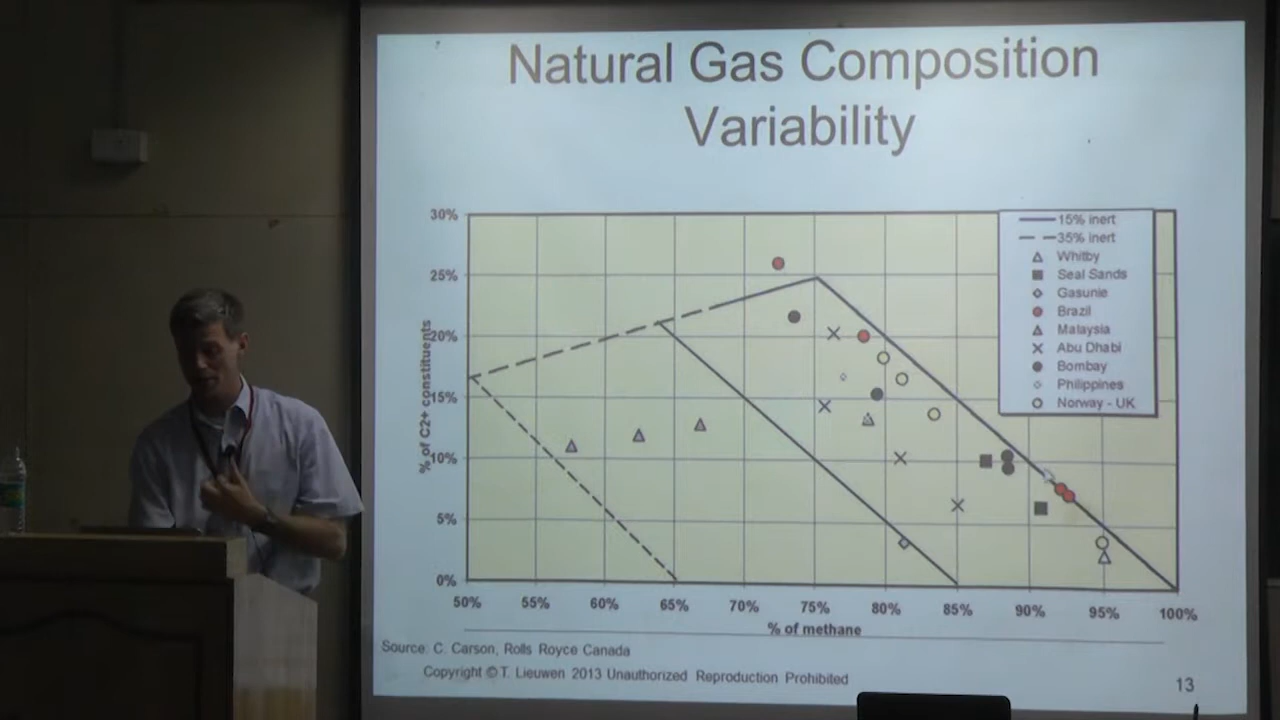 Natural Gas Composition
Variability
30%
25%
20%
15%
10%
5%
0%
% of C2+ constituents
15% inert
35% inert
Whitby
Seal Sands
Gasunie
Brazil
Malaysia
Abu Dhabi
Bombay
Philippines
Norway - UK
50% 55% 60% 65% 70% 75% 80% 85% 90% 95% 100%
% of methane
Source: C. Carson, Rolls Royce Canada
Copyright © T. Lieuwen 2013 Unauthorized Reproduction Prohibited
13